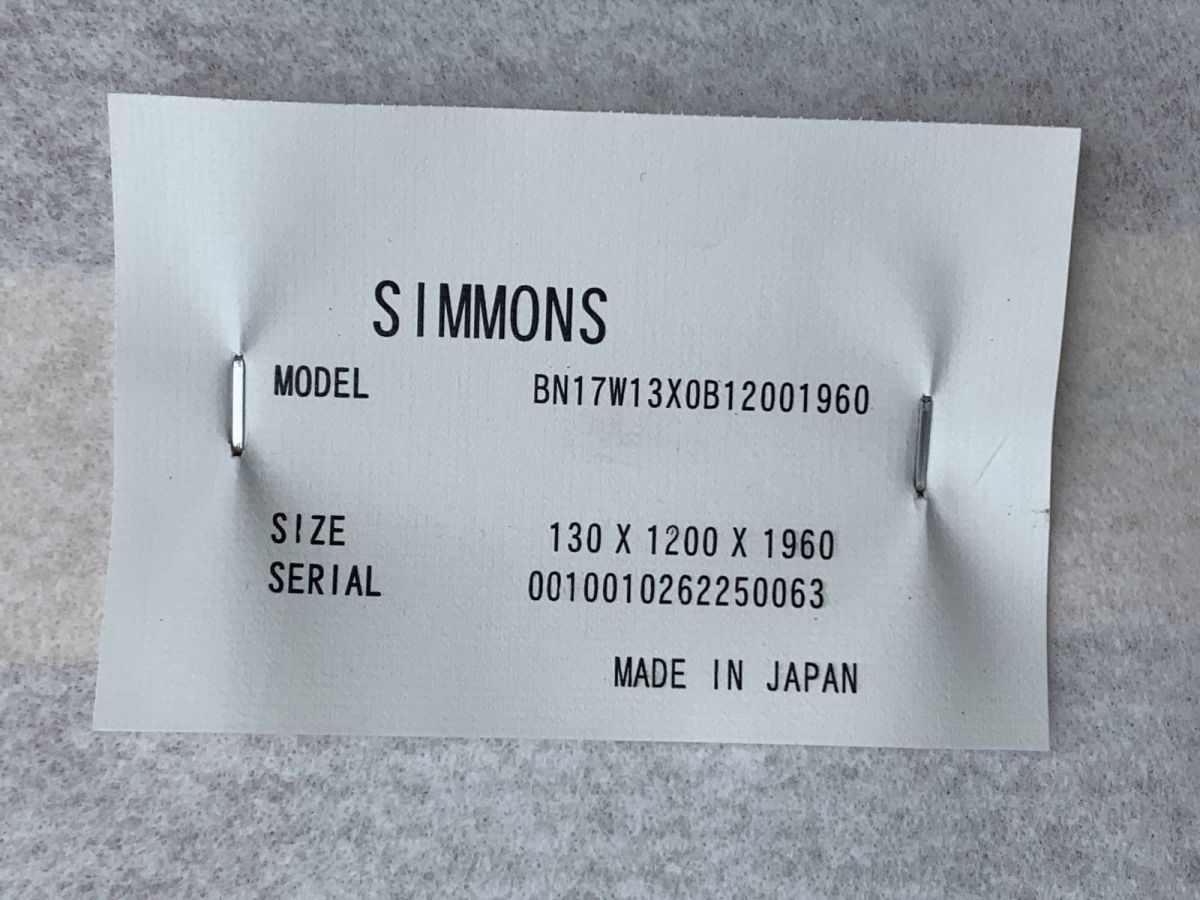 SIMMONS
MODEL BN17W13X0B12001960
SIZE 130 X 1200 X 1960
SERIAL 0010010262250063
MADE IN JAPAN